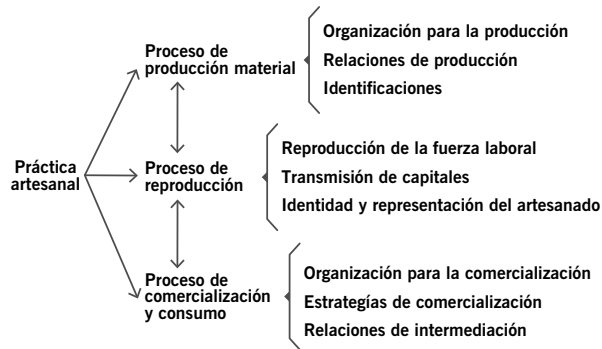 Proceso de
producción material
Organización para la producción
Relaciones de producción
Identificaciones
Práctica
artesanal
Proceso de
reproducción
Reproducción de la fuerza laboral
Transmisión de capitales
Identidad y representación del artesanado
Proceso de
comercialización
y consumo
Organización para la comercialización
Estrategías de comercialización
Relaciones de intermediación